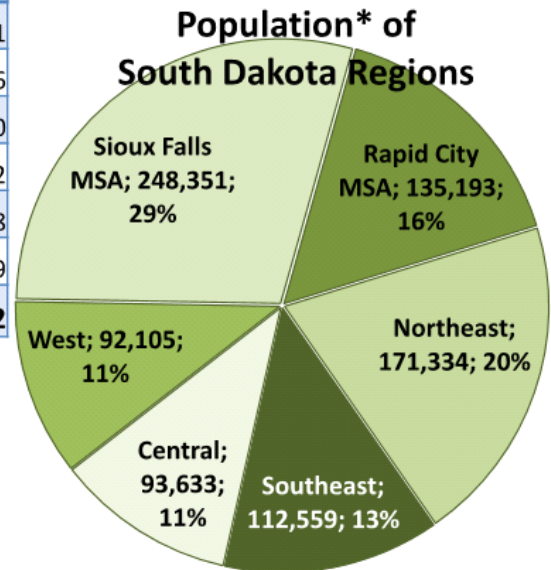 Population* of
South Dakota Regions
Sioux Falls
MSA; 248,351;
29%
Rapid City
MSA; 135,193;
16%
Northeast;
171,334; 20%
West; 92,105;
11%
Central;
93,633;
11%
Southeast;
112,559; 13%